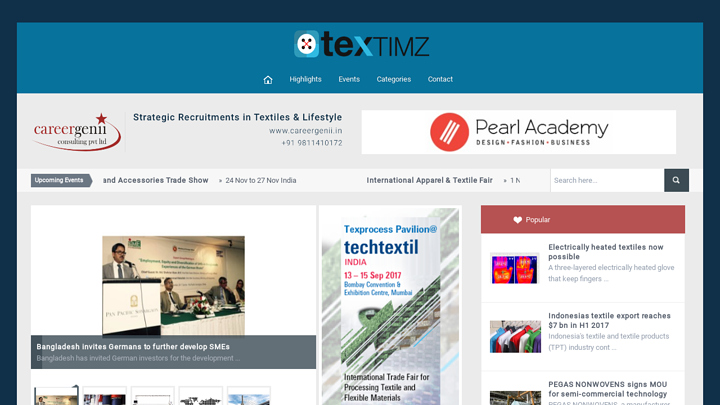 texTIMZ
Highlights
Events
Categories
Contact
careergenii
consulting pvt ltd
Strategic Recruitments in Textiles & Lifestyle
www.careergenii.in
+91 9811410172
Pearl Academy
DESIGN • FASHION • BUSINESS
Upcoming Events
and Accessories Trade Show » 24 Nov to 27 Nov India
International Apparel & Textile Fair » 1 N
Search here...
Bangladesh invites Germans to further develop SMEs
Bangladesh has invited German investors for the development ...
Texprocess Pavilion@
techtextil
INDIA
13 – 15 Sep 2017
Bombay Convention &
Exhibition Centre, Mumbai
International Trade Fair for
Processing Textile and
Flexible Materials
Popular
Electrically heated textiles now
possible
A three-layered electrically heated glove
that keep fingers ...
Indonesias textile export reaches
$7 bn in H1 2017
Indonesia's textile and textile products
(TPT) industry cont ...
PEGAS NONWOVENS signs MOU
for semi-commercial technology
PEGAS NONWOVENS, a manufacturer